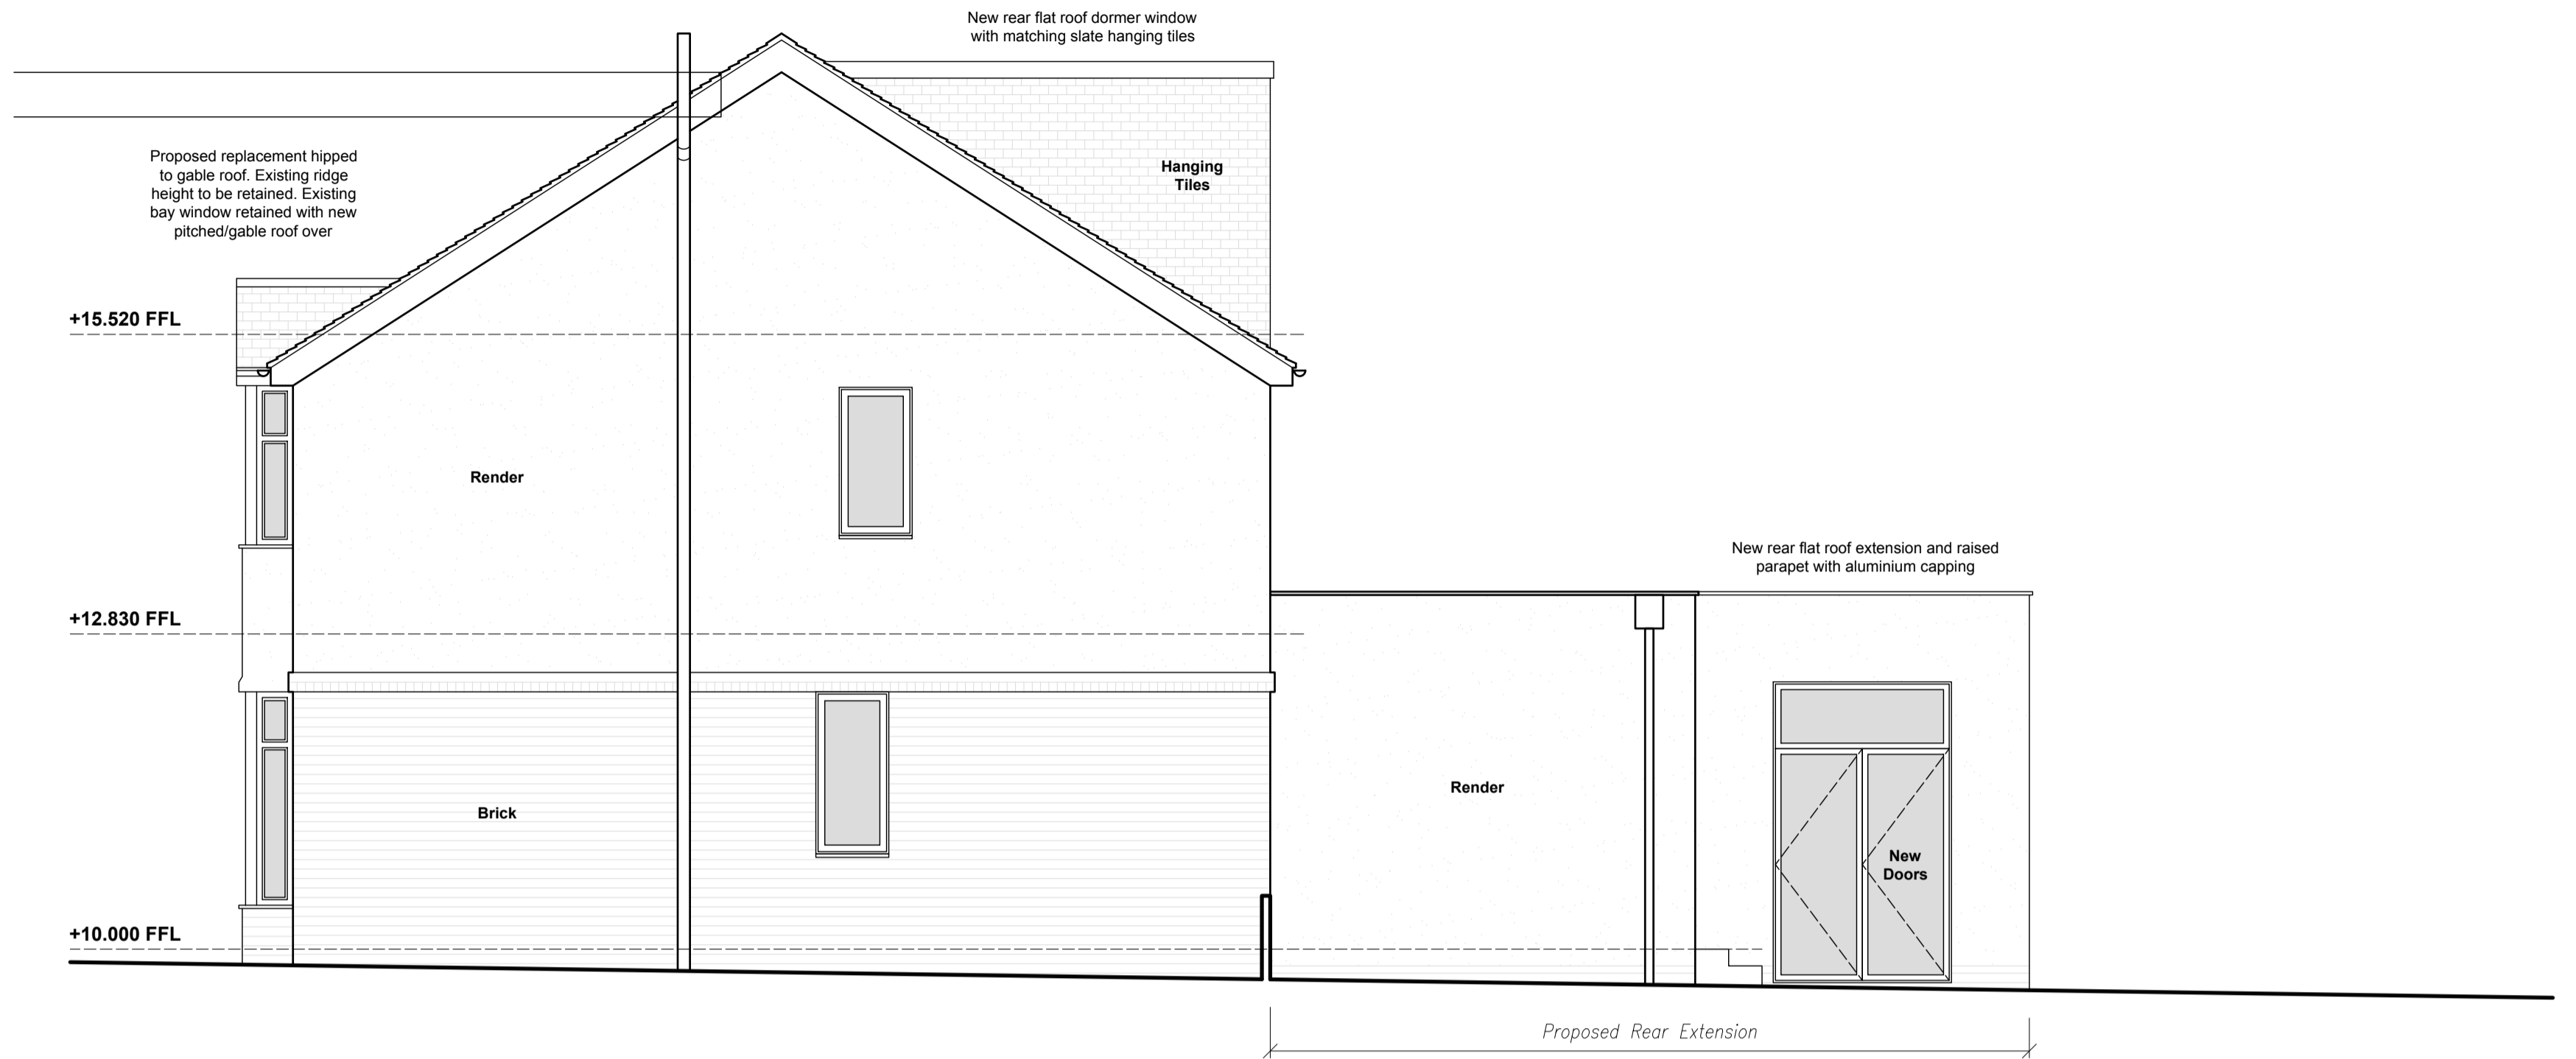 New rear flat roof dormer window
with matching slate hanging tiles
Proposed replacement hipped
to gable roof. Existing ridge
height to be retained. Existing
bay window retained with new
pitched/gable roof over
Hanging
Tiles
+15.520 FFL
Render
New rear flat roof extension and raised
parapet with aluminium capping
+12.830 FFL
Render
Brick
New
Doors
+10.000 FFL
Proposed Rear Extension